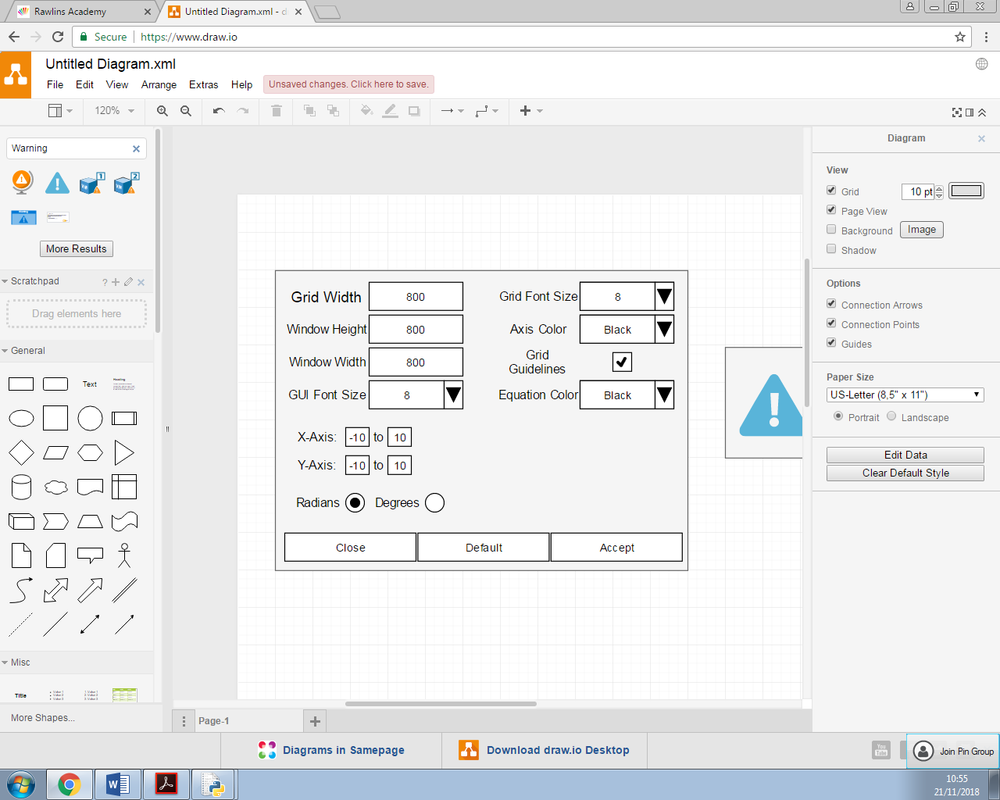 Rawlins Academy
Untitled Diagram.xml - d
Secure
https://www.draw.io
Untitled Diagram.xml
File Edit View Arrange Extras Help
Unsaved changes. Click here to save.
120%
Warning
More Results
Scratchpad
?
Drag elements here
General
Text
Heading
Misc
Title
More Shapes...
Grid Width 800
Grid Font Size 8
Window Height 800
Axis Color Black
Window Width 800
Grid
Guidelines
GUI Font Size 8
Equation Color Black
X-Axis: -10 to 10
Y-Axis: -10 to 10
Radians Degrees
Close Default Accept
Page-1
Diagram
View
Grid 10 pt
Page View
Background Image
Shadow
Options
Connection Arrows
Connection Points
Guides
Paper Size
US-Letter (8,5" x 11")
Portrait Landscape
Edit Data
Clear Default Style
Diagrams in Samepage
Download draw.io Desktop
You
Tube
Join Pin Group
10:55
21/11/2018